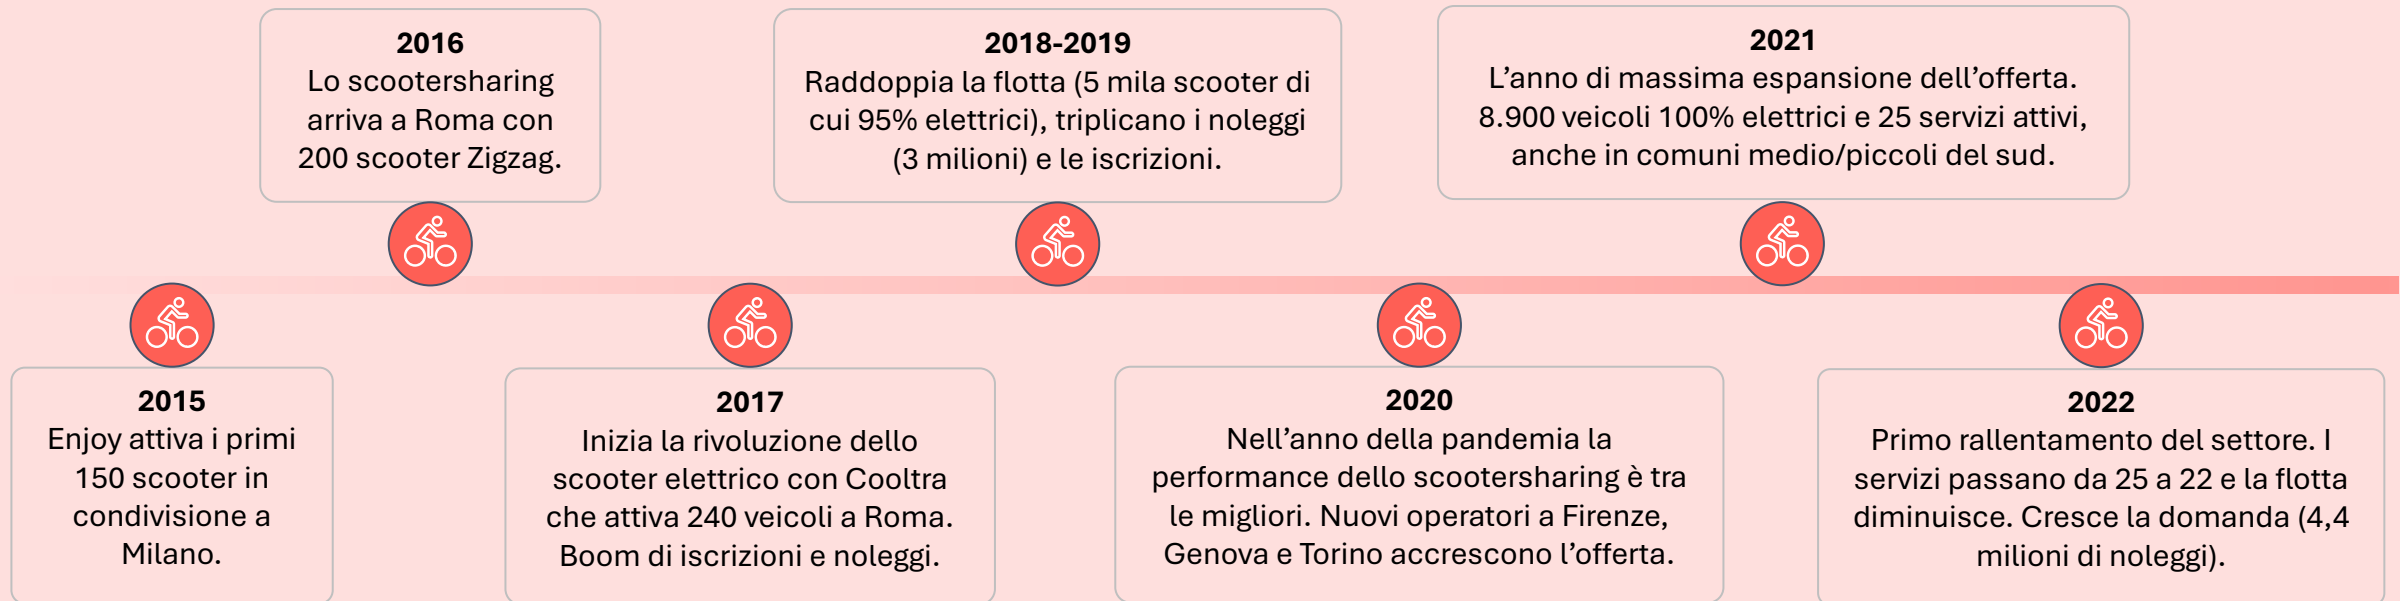 2016
Lo scootersharing
arriva a Roma con
200 scooter Zigzag.
2018-2019
Raddoppia la flotta (5 mila scooter di
cui 95% elettrici), triplicano i noleggi
(3 milioni) e le iscrizioni.
2021
L’anno di massima espansione dell’offerta.
8.900 veicoli 100% elettrici e 25 servizi attivi,
anche in comuni medio/piccoli del sud.
2015
Enjoy attiva i primi
150 scooter in
condivisione a
Milano.
2017
Inizia la rivoluzione dello
scooter elettrico con Cooltra
che attiva 240 veicoli a Roma.
Boom di iscrizioni e noleggi.
2020
Nell’anno della pandemia la
performance dello scootersharing è tra
le migliori. Nuovi operatori a Firenze,
Genova e Torino accrescono l’offerta.
2022
Primo rallentamento del settore. I
servizi passano da 25 a 22 e la flotta
diminuisce. Cresce la domanda (4,4
milioni di noleggi).